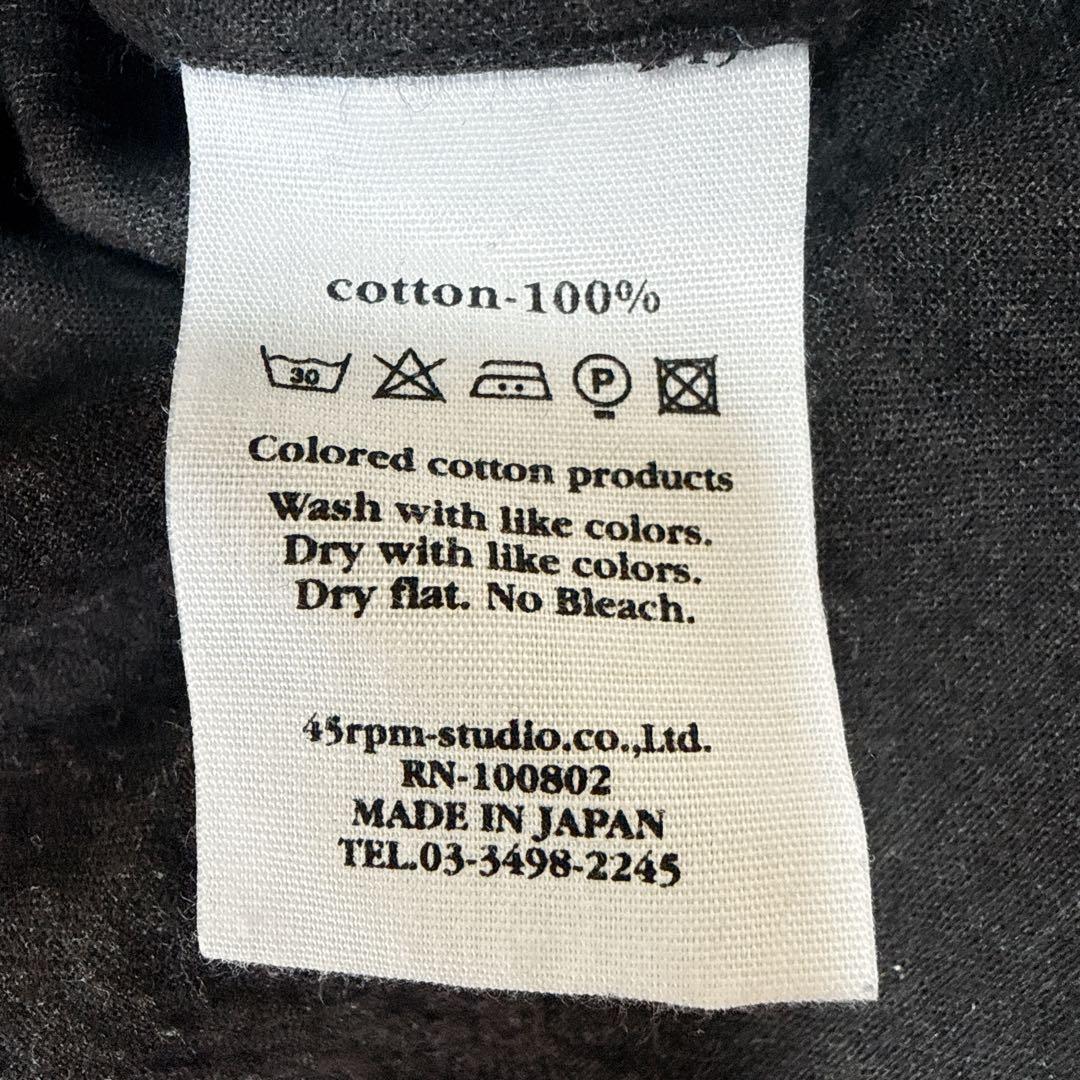 cotton-100%
30 P
Colored cotton products
Wash with like colors.
Dry with like colors.
Dry flat. No Bleach.
45rpm-studio.co.,Ltd.
RN-100802
MADE IN JAPAN
TEL.03-3498-2245